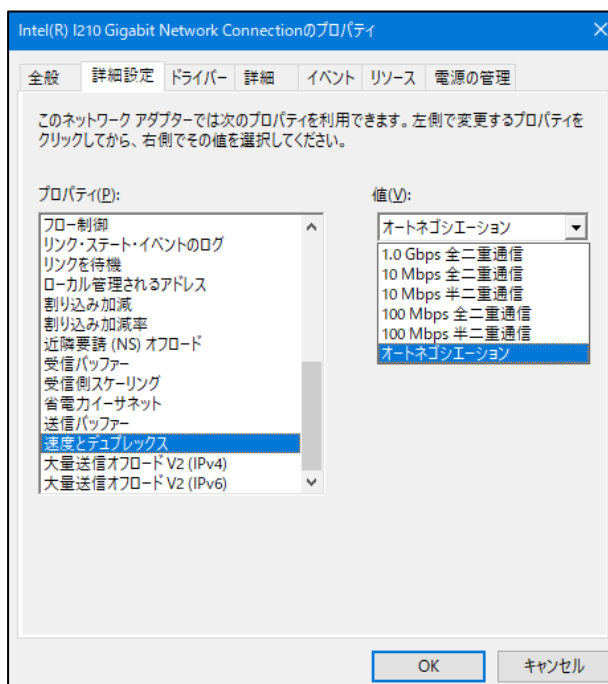 Intel(R) I210 Gigabit Network Connectionのプロパティ
全般 詳細設定 ドライバー 詳細 イベント リソース 電源の管理
このネットワーク アダプターでは次のプロパティを利用できます。左側で変更するプロパティを
クリックしてから、右側でその値を選択してください。
プロパティ(P):
フロー制御
リンク・ステート・イベントのログ
リンクを待機
ローカル管理されるアドレス
割り込み加減
割り込み加減率
近隣要請 (NS) オフロード
受信バッファー
受信側スケーリング
省電力イーサネット
送信バッファー
速度とデュプレックス
大量送信オフロード V2 (IPv4)
大量送信オフロード V2 (IPv6)
値(V):
オートネゴシエーション
1.0 Gbps 全二重通信
10 Mbps 全二重通信
10 Mbps 半二重通信
100 Mbps 全二重通信
100 Mbps 半二重通信
オートネゴシエーション
OK キャンセル